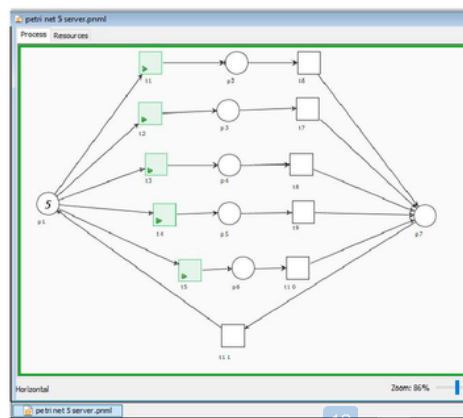 petri net 5 server.pnml
Process Resources
t1 p2 t6
t2 p3 t7
t3 p4 t8
5
p1
t4 p5 t9
p7
t5 p6 t10
t11
Horizontal
Zoom: 86%
petri net 5 server.pnml